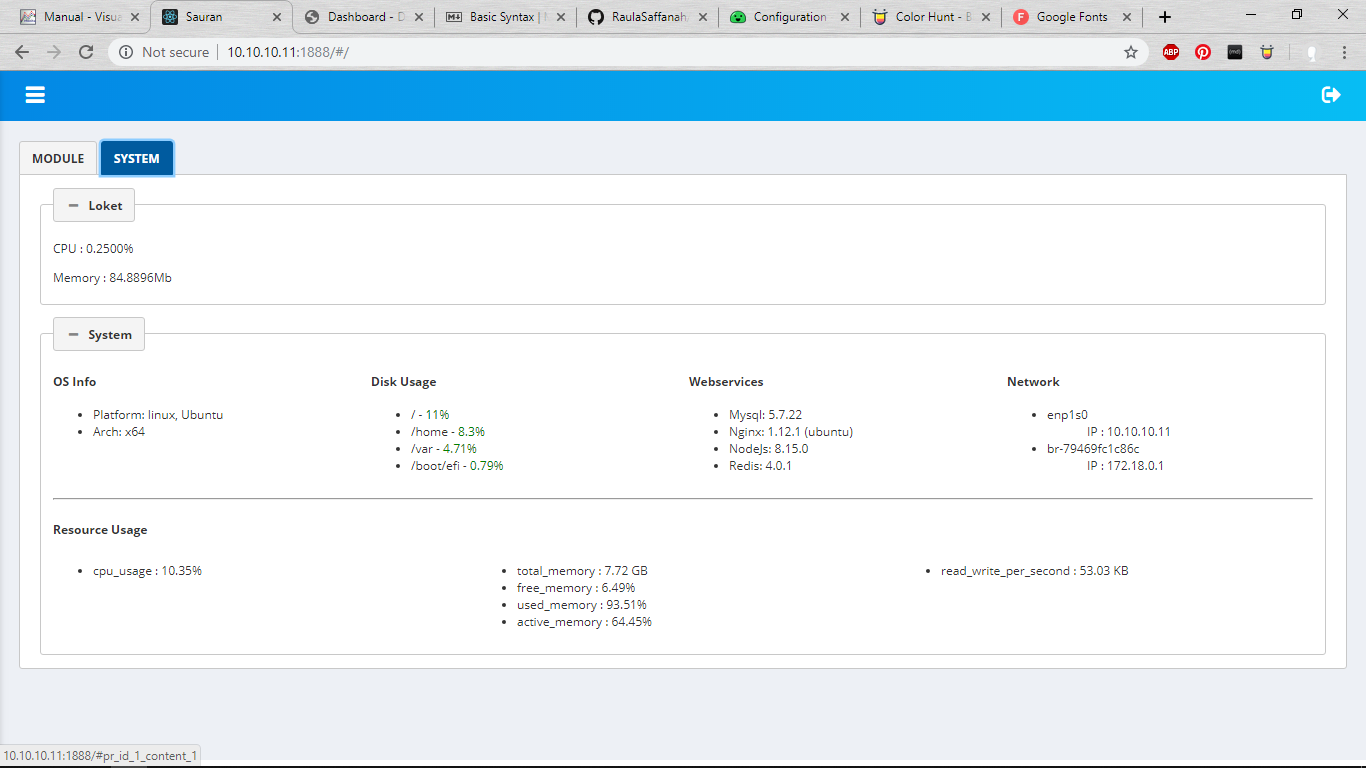 Manual - Visua
Sauran
Dashboard - D
Basic Syntax |
RaulaSaffanah
Configuration
Color Hunt - B
Google Fonts
Not secure
10.10.10.11:1888/#/
ABP
MODULE
SYSTEM
Loket
CPU : 0.2500%
Memory : 84.8896Mb
System
OS Info
Platform: linux, Ubuntu
Arch: x64
Disk Usage
/ - 11%
/home - 8.3%
/var - 4.71%
/boot/efi - 0.79%
Webservices
Mysql: 5.7.22
Nginx: 1.12.1 (ubuntu)
NodeJs: 8.15.0
Redis: 4.0.1
Network
enp1s0
IP : 10.10.10.11
br-79469fc1c86c
IP : 172.18.0.1
Resource Usage
cpu_usage : 10.35%
total_memory : 7.72 GB
free_memory : 6.49%
used_memory : 93.51%
active_memory : 64.45%
read_write_per_second : 53.03 KB
10.10.10.11:1888/#pr_id_1_content_1